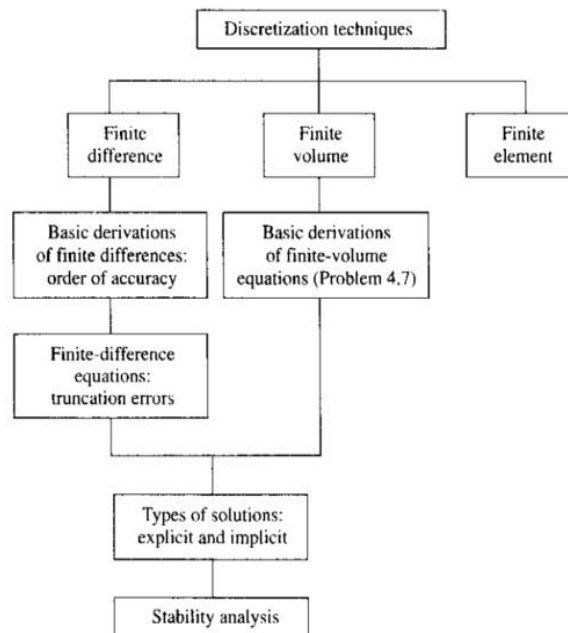 Discretization techniques
Finite
difference
Finite
volume
Finite
element
Basic derivations
of finite differences:
order of accuracy
Basic derivations
of finite-volume
equations (Problem 4.7)
Finite-difference
equations:
truncation errors
Types of solutions:
explicit and implicit
Stability analysis